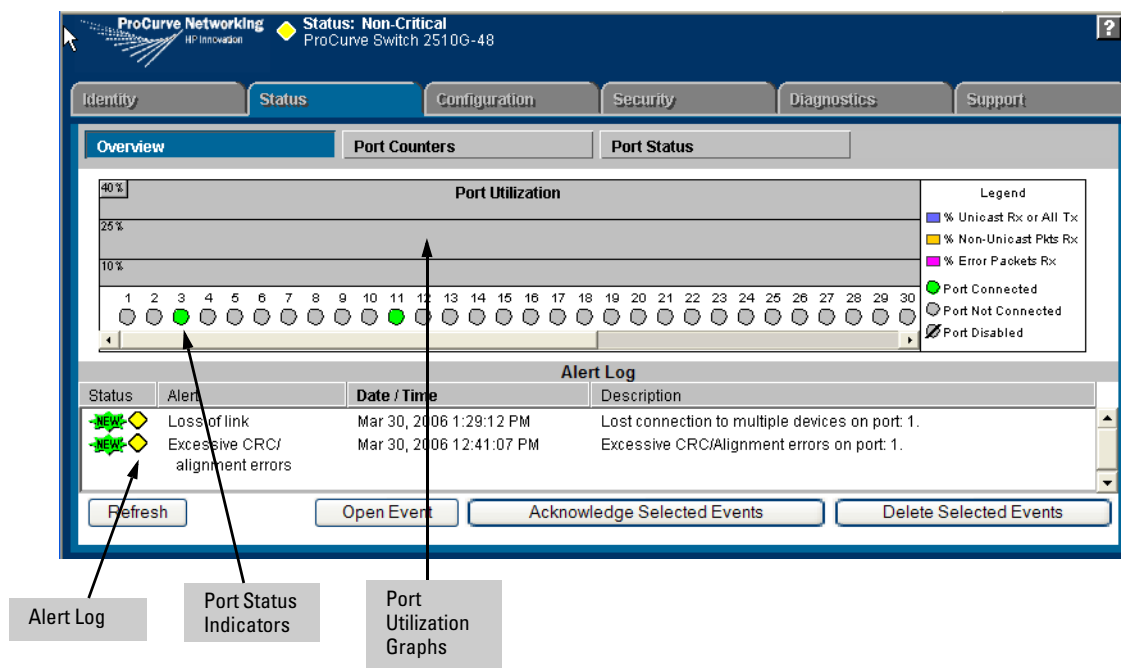 ProCurve Networking
HP Innovation
Status: Non-Critical
ProCurve Switch 2510G-48
?
Identity
Status
Configuration
Security
Diagnostics
Support
Overview
Port Counters
Port Status
40 %
Port Utilization
25 %
10 %
1 2 3 4 5 6 7 8 9 10 11 12 13 14 15 16 17 18 19 20 21 22 23 24 25 26 27 28 29 30
Legend
% Unicast Rx or All Tx
% Non-Unicast Pkts Rx
% Error Packets Rx
Port Connected
Port Not Connected
Port Disabled
Alert Log
Status Alert Date / Time Description
NEW! Loss of link Mar 30, 2006 1:29:12 PM Lost connection to multiple devices on port: 1.
NEW! Excessive CRC/ Mar 30, 2006 12:41:07 PM Excessive CRC/Alignment errors on port: 1.
alignment errors
Refresh
Open Event
Acknowledge Selected Events
Delete Selected Events
Alert Log
Port Status
Indicators
Port
Utilization
Graphs